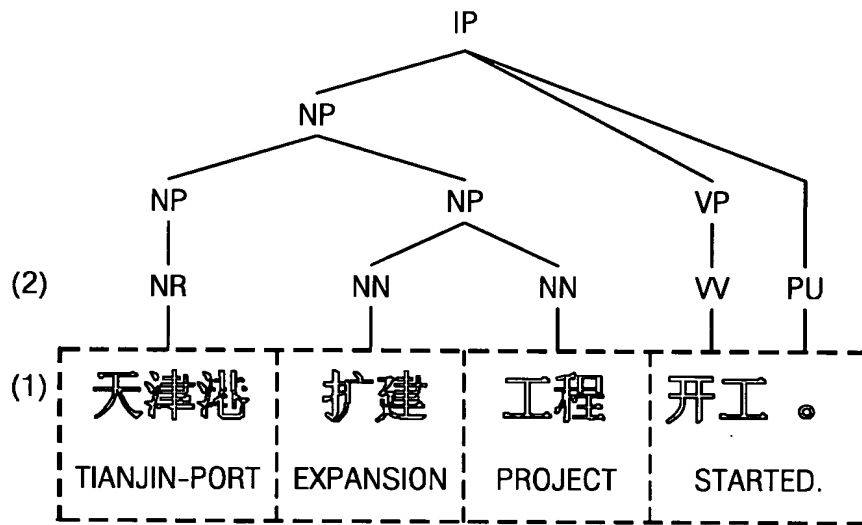 IP
NP
NP NP VP
(2) NR NN NN VV PU
(1) 天津港 扩建 工程 开工 。
TIANJIN-PORT EXPANSION PROJECT STARTED.